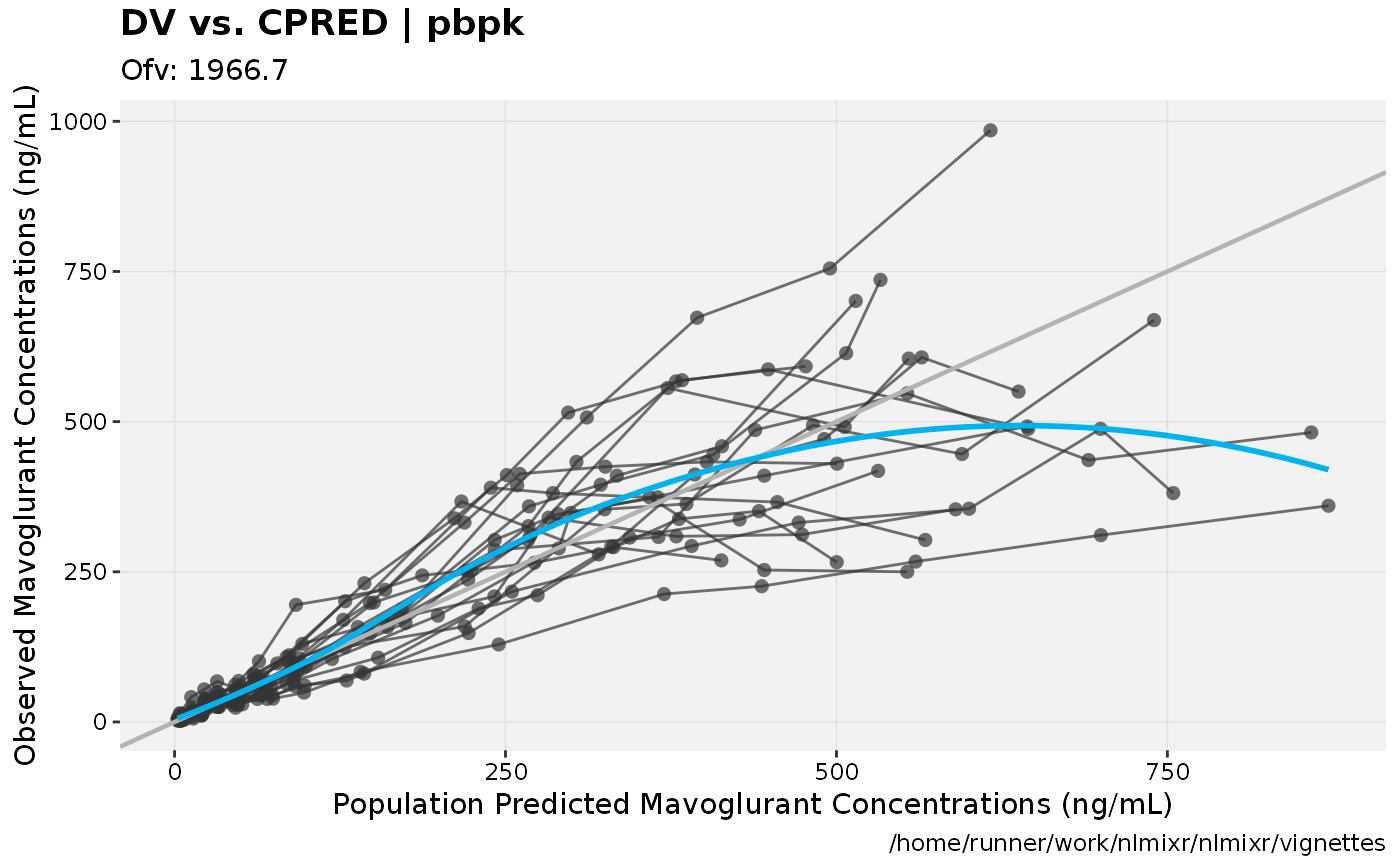 DV vs. CPRED | pbpk
Ofv: 1966.7
Observed Mavoglurant Concentrations (ng/mL)
1000
750
500
250
0
0
250
500
750
Population Predicted Mavoglurant Concentrations (ng/mL)
/home/runner/work/nlmixr/nlmixr/vignettes